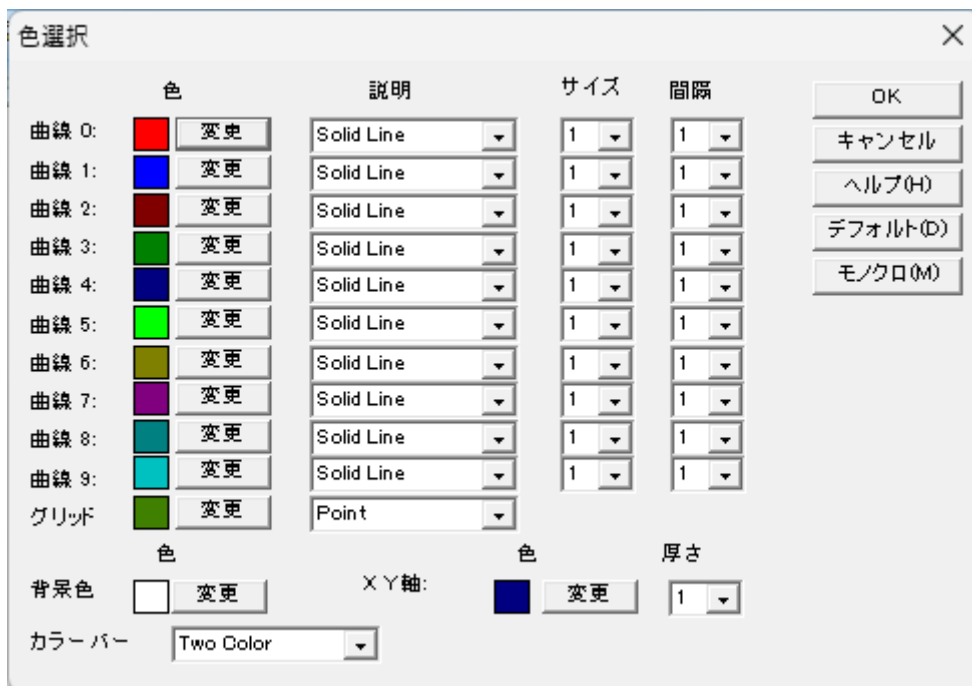 色選択
色 説明 サイズ 間隔
OK
曲線 0: 変更 Solid Line 1 1
キャンセル
曲線 1: 変更 Solid Line 1 1
ヘルプ(H)
曲線 2: 変更 Solid Line 1 1
デフォルト(D)
曲線 3: 変更 Solid Line 1 1
モノクロ(M)
曲線 4: 変更 Solid Line 1 1
曲線 5: 変更 Solid Line 1 1
曲線 6: 変更 Solid Line 1 1
曲線 7: 変更 Solid Line 1 1
曲線 8: 変更 Solid Line 1 1
曲線 9: 変更 Solid Line 1 1
グリッド 変更 Point
色 色 厚さ
背景色 変更 X Y軸: 変更 1
カラーバー Two Color